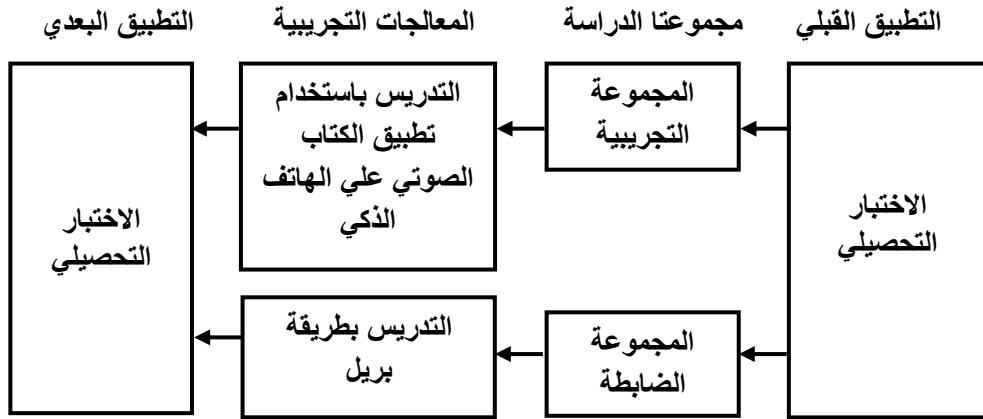 التطبيق القبلي
مجموعتا الدراسة
المعالجات التجريبية
التطبيق البعدي
الاختبار
التحصيلي
المجموعة
التجريبية
التدريس باستخدام
تطبيق الكتاب
الصوتي علي الهاتف
الذكي
المجموعة
الضابطة
التدريس بطريقة
بريل
الاختبار
التحصيلي